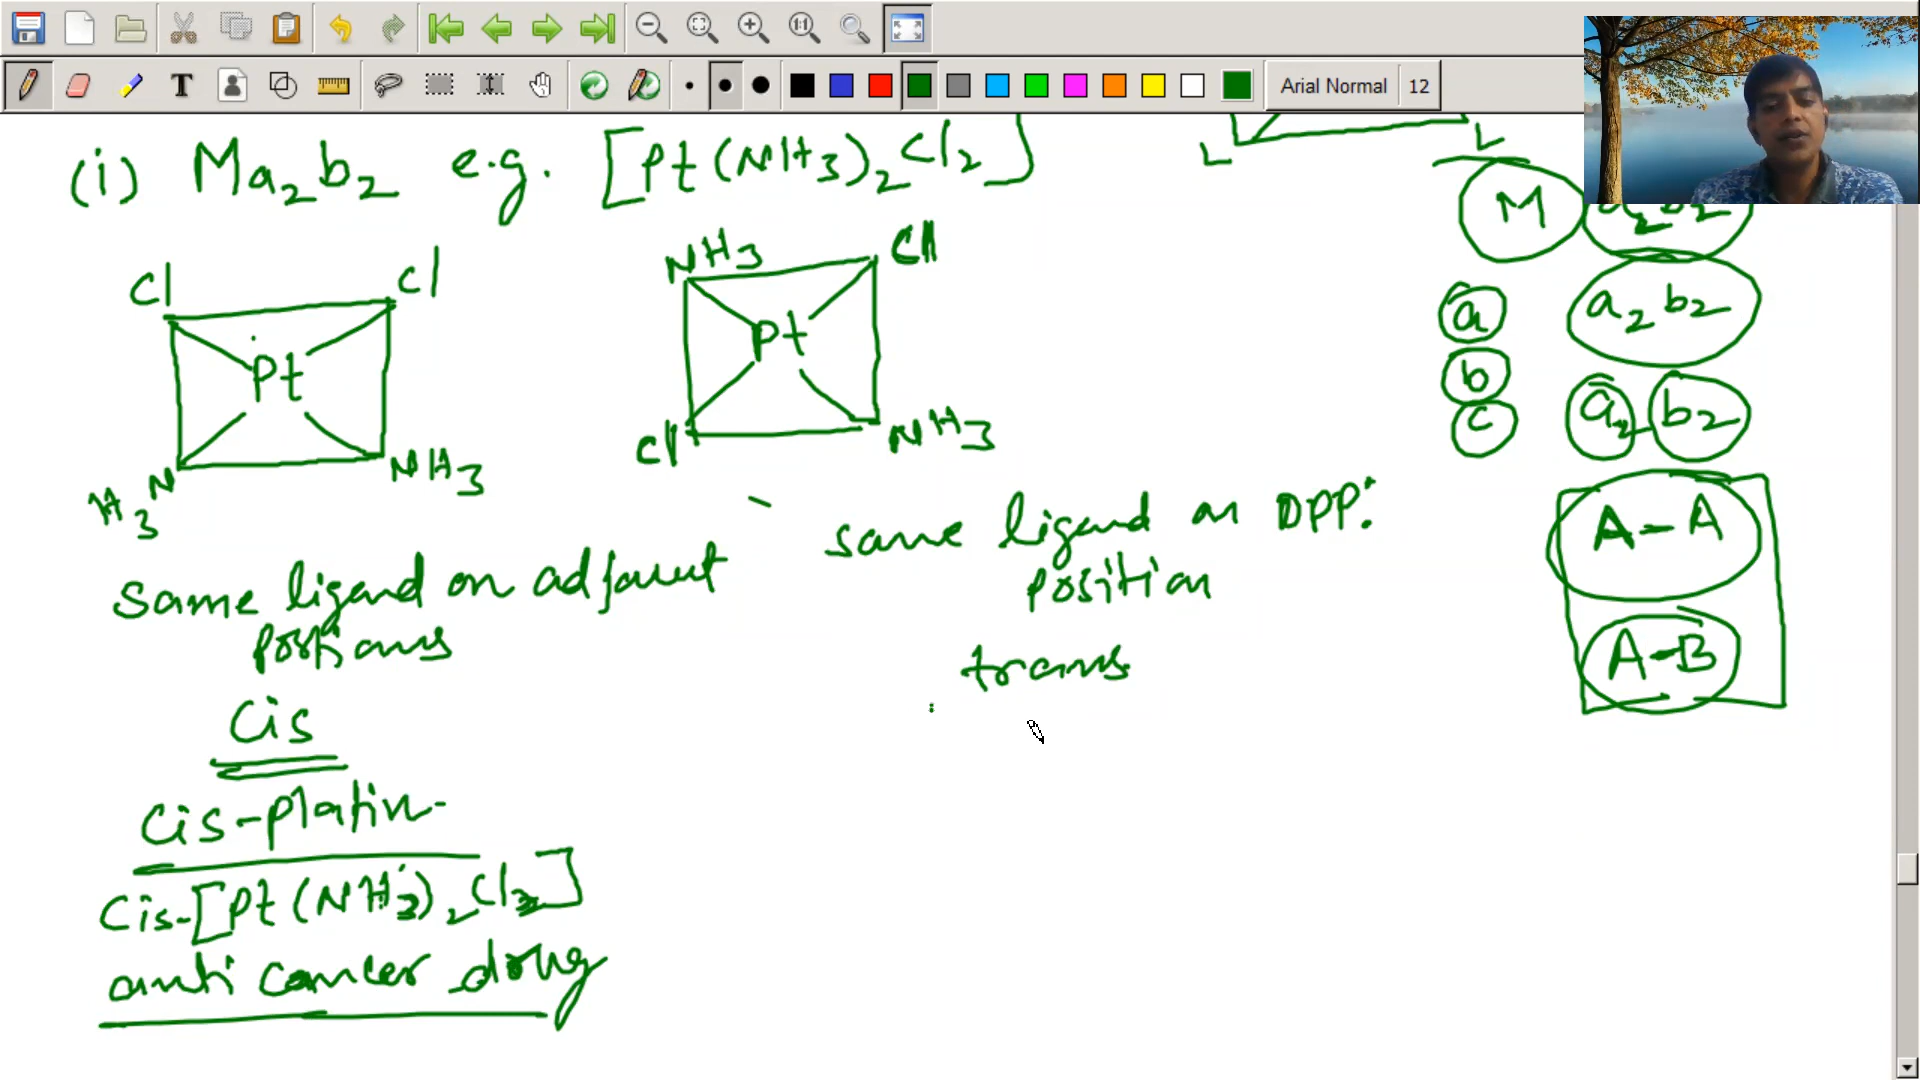 Arial Normal 12
(i) Ma2b2 e.g. [Pt(NH3)2Cl2]
L L
M a2b2
Cl Cl
Pt
H3N NH3
NH3 Cl
Pt
Cl NH3
a a2b2
b
c a2 b2
A-A
A-B
same ligand on adjacent
positions
same ligand on opp.
position
Cis
trans
Cis-platin
Cis-[Pt(NH3)2Cl2]
anti cancer drug